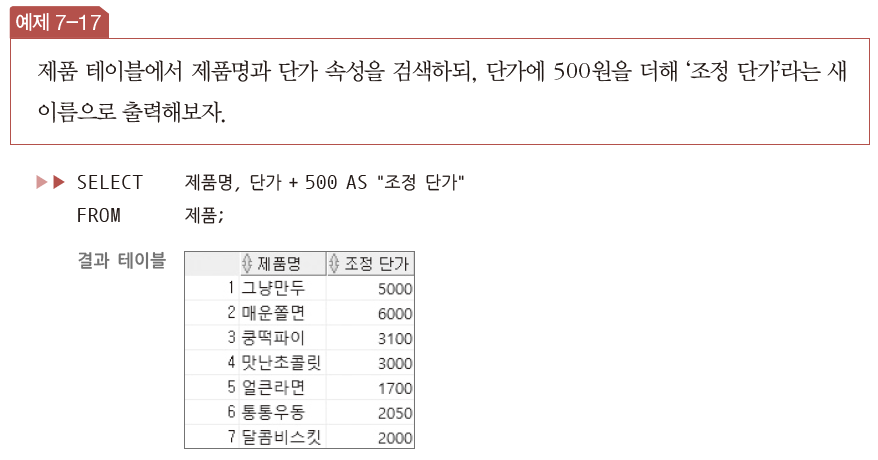 예제 7-17
제품 테이블에서 제품명과 단가 속성을 검색하되, 단가에 500원을 더해 ‘조정 단가’라는 새
이름으로 출력해보자.
▶▶ SELECT 제품명, 단가 + 500 AS "조정 단가"
FROM 제품;
결과 테이블
제품명 조정 단가
1 그냥만두 5000
2 매운쫄면 6000
3 쿵떡파이 3100
4 맛난초콜릿 3000
5 얼큰라면 1700
6 통통우동 2050
7 달콤비스킷 2000